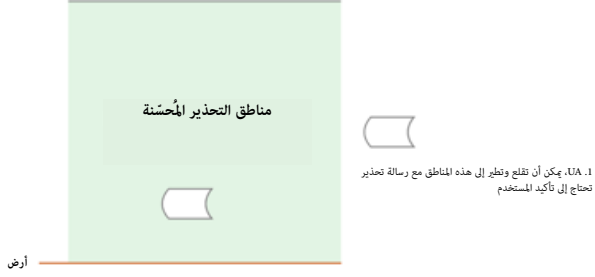 مناطق التحذير المُحسّنة
1. UA، يمكن أن تقلع وتطير إلى هذه المناطق مع رسالة تحذير
تحتاج إلى تأكيد المستخدم
أرض